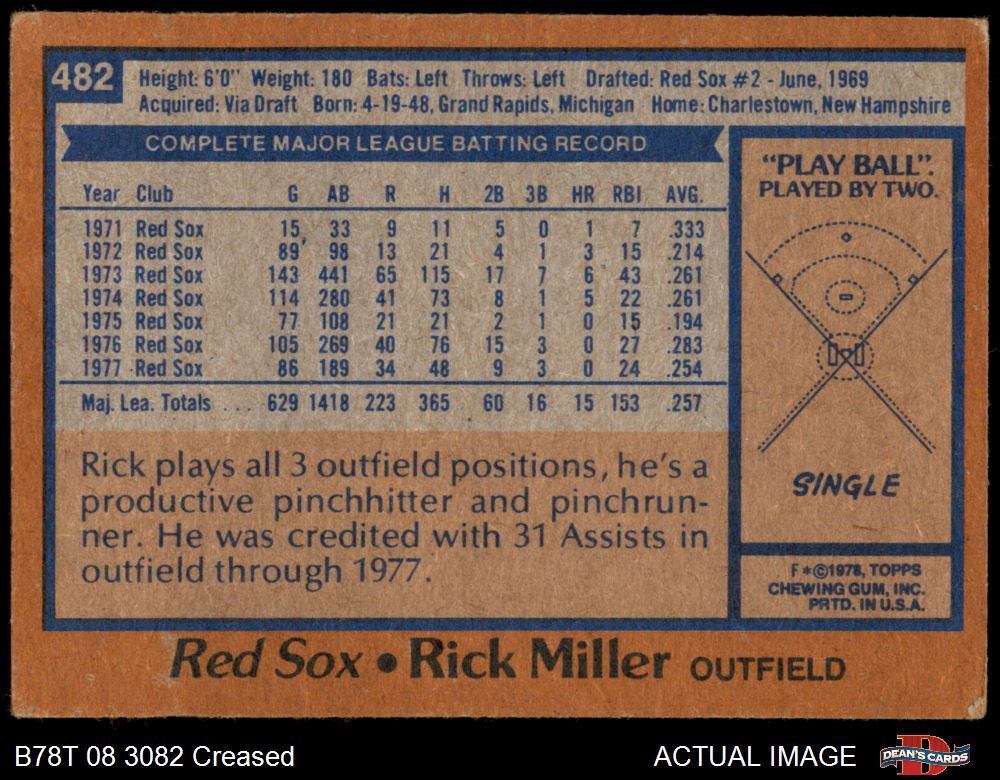 482
Height: 6'0" Weight: 180 Bats: Left Throws: Left Drafted: Red Sox #2 - June, 1969
Acquired: Via Draft Born: 4-19-48, Grand Rapids, Michigan Home: Charlestown, New Hampshire
COMPLETE MAJOR LEAGUE BATTING RECORD
Year Club G AB R H 2B 3B HR RBI AVG.
1971 Red Sox 15 33 9 11 5 0 1 7 .333
1972 Red Sox 89 98 13 21 4 1 3 15 .214
1973 Red Sox 143 441 65 115 17 7 6 43 .261
1974 Red Sox 114 280 41 73 8 1 5 22 .261
1975 Red Sox 77 108 21 21 2 1 0 15 .194
1976 Red Sox 105 269 40 76 15 3 0 27 .283
1977 Red Sox 86 189 34 48 9 3 0 24 .254
Maj. Lea. Totals ... 629 1418 223 365 60 16 15 153 .257
Rick plays all 3 outfield positions, he's a
productive pinchhitter and pinchrun-
ner. He was credited with 31 Assists in
outfield through 1977.
"PLAY BALL".
PLAYED BY TWO.
SINGLE
F*©1978, TOPPS
CHEWING GUM, INC.
PRTD. IN U.S.A.
Red Sox • Rick Miller OUTFIELD
B78T 08 3082 Creased
ACTUAL IMAGE
D
DEAN'S CARDS